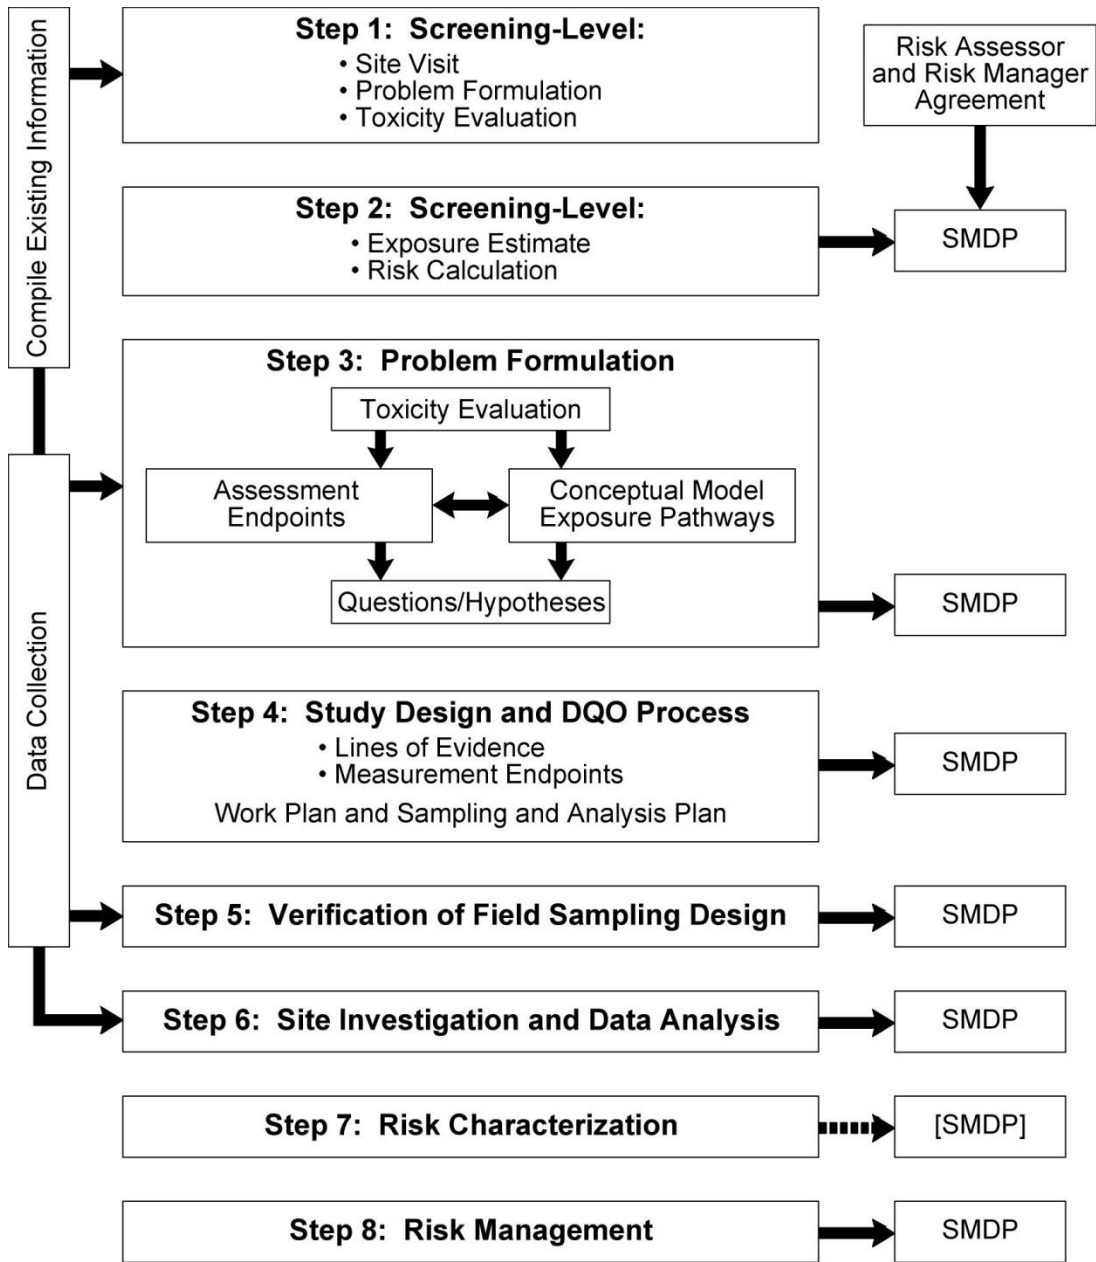 Compile Existing Information
Step 1: Screening-Level:
• Site Visit
• Problem Formulation
• Toxicity Evaluation
Risk Assessor
and Risk Manager
Agreement
Step 2: Screening-Level:
• Exposure Estimate
• Risk Calculation
SMDP
Data Collection
Step 3: Problem Formulation
Toxicity Evaluation
Assessment
Endpoints
Conceptual Model
Exposure Pathways
Questions/Hypotheses
SMDP
Step 4: Study Design and DQO Process
• Lines of Evidence
• Measurement Endpoints
Work Plan and Sampling and Analysis Plan
SMDP
Step 5: Verification of Field Sampling Design
SMDP
Step 6: Site Investigation and Data Analysis
SMDP
Step 7: Risk Characterization
[SMDP]
Step 8: Risk Management
SMDP